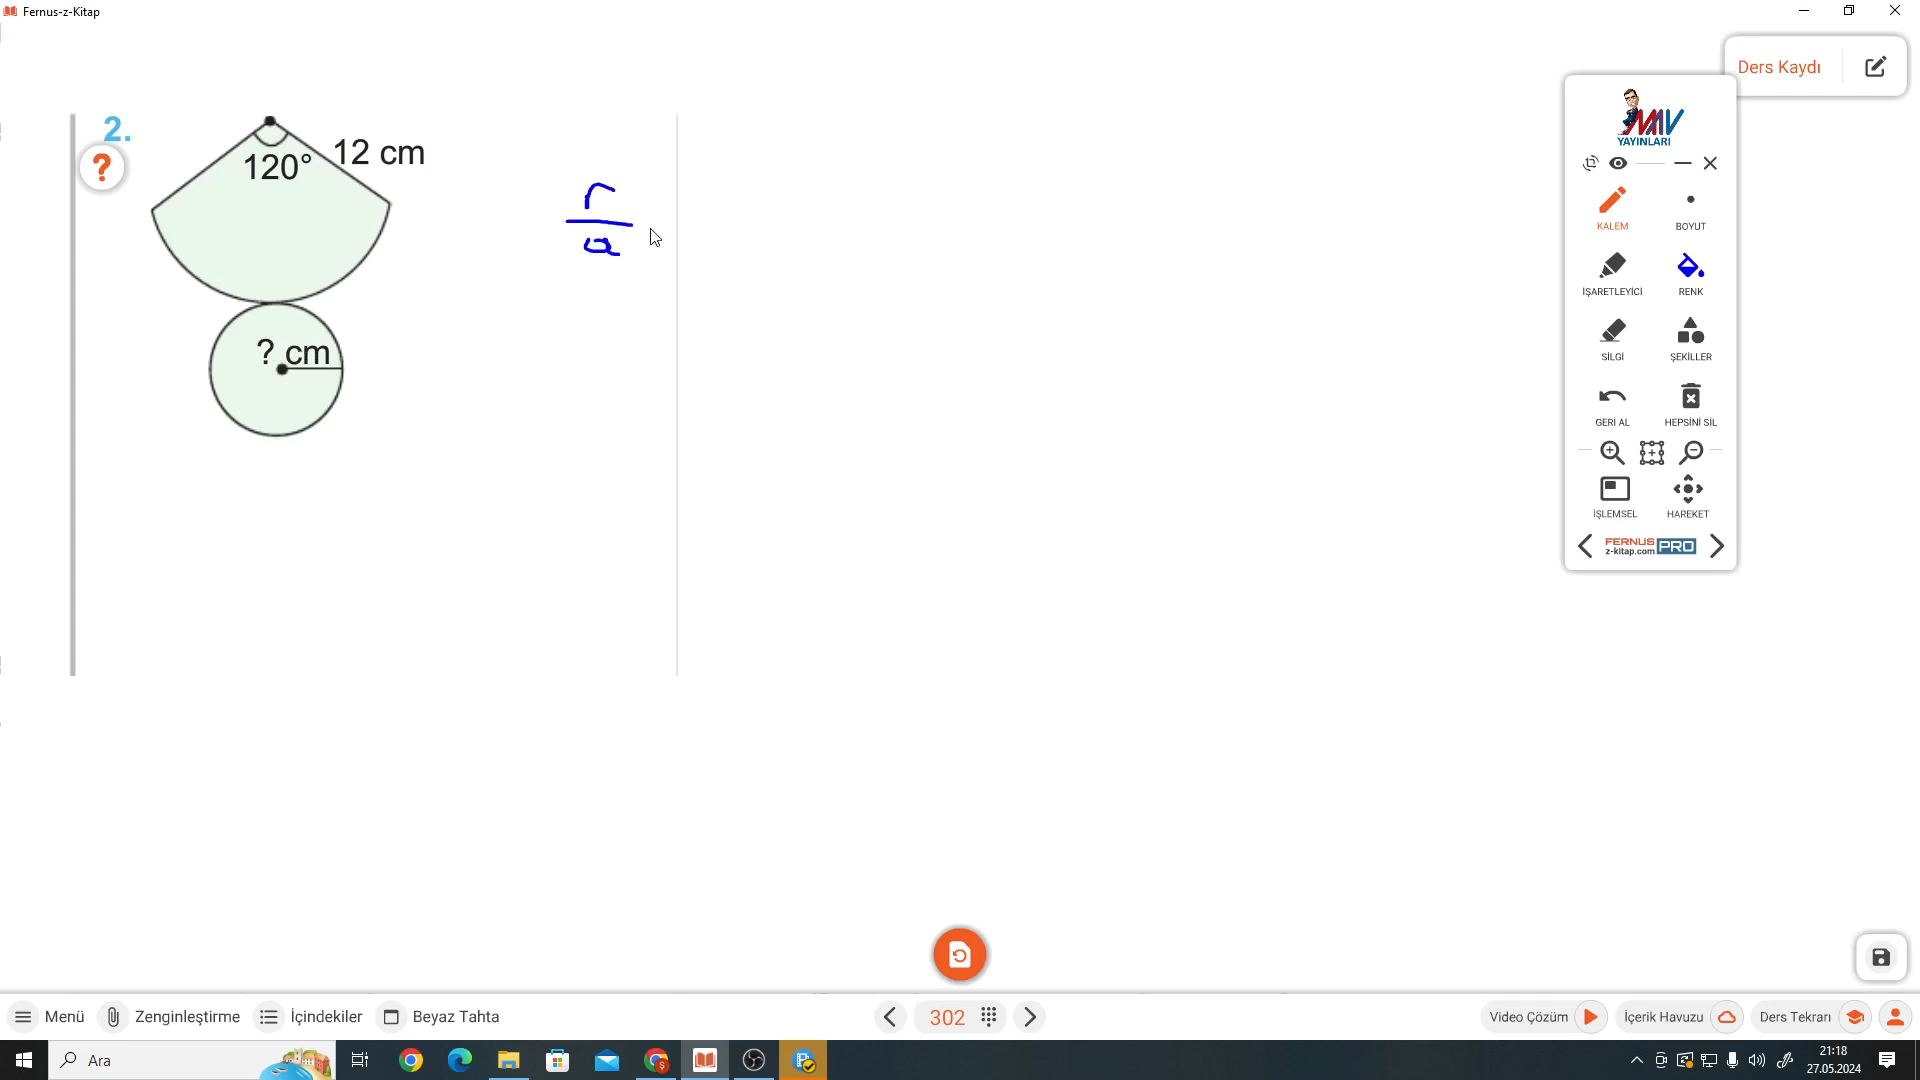 Fernus-z-Kitap
Ders Kaydı
2.
?
120°
12 cm
? cm
r
a
MAV
YAYINLARI
KALEM
BOYUT
İŞARETLEYİCİ
RENK
SİLGİ
ŞEKİLLER
GERİ AL
HEPSİNİ SİL
İŞLEMSEL
HAREKET
FERNUS
z-kitap.com
PRO
Menü
Zenginleştirme
İçindekiler
Beyaz Tahta
302
Video Çözüm
İçerik Havuzu
Ders Tekrarı
Ara
21:18
27.05.2024